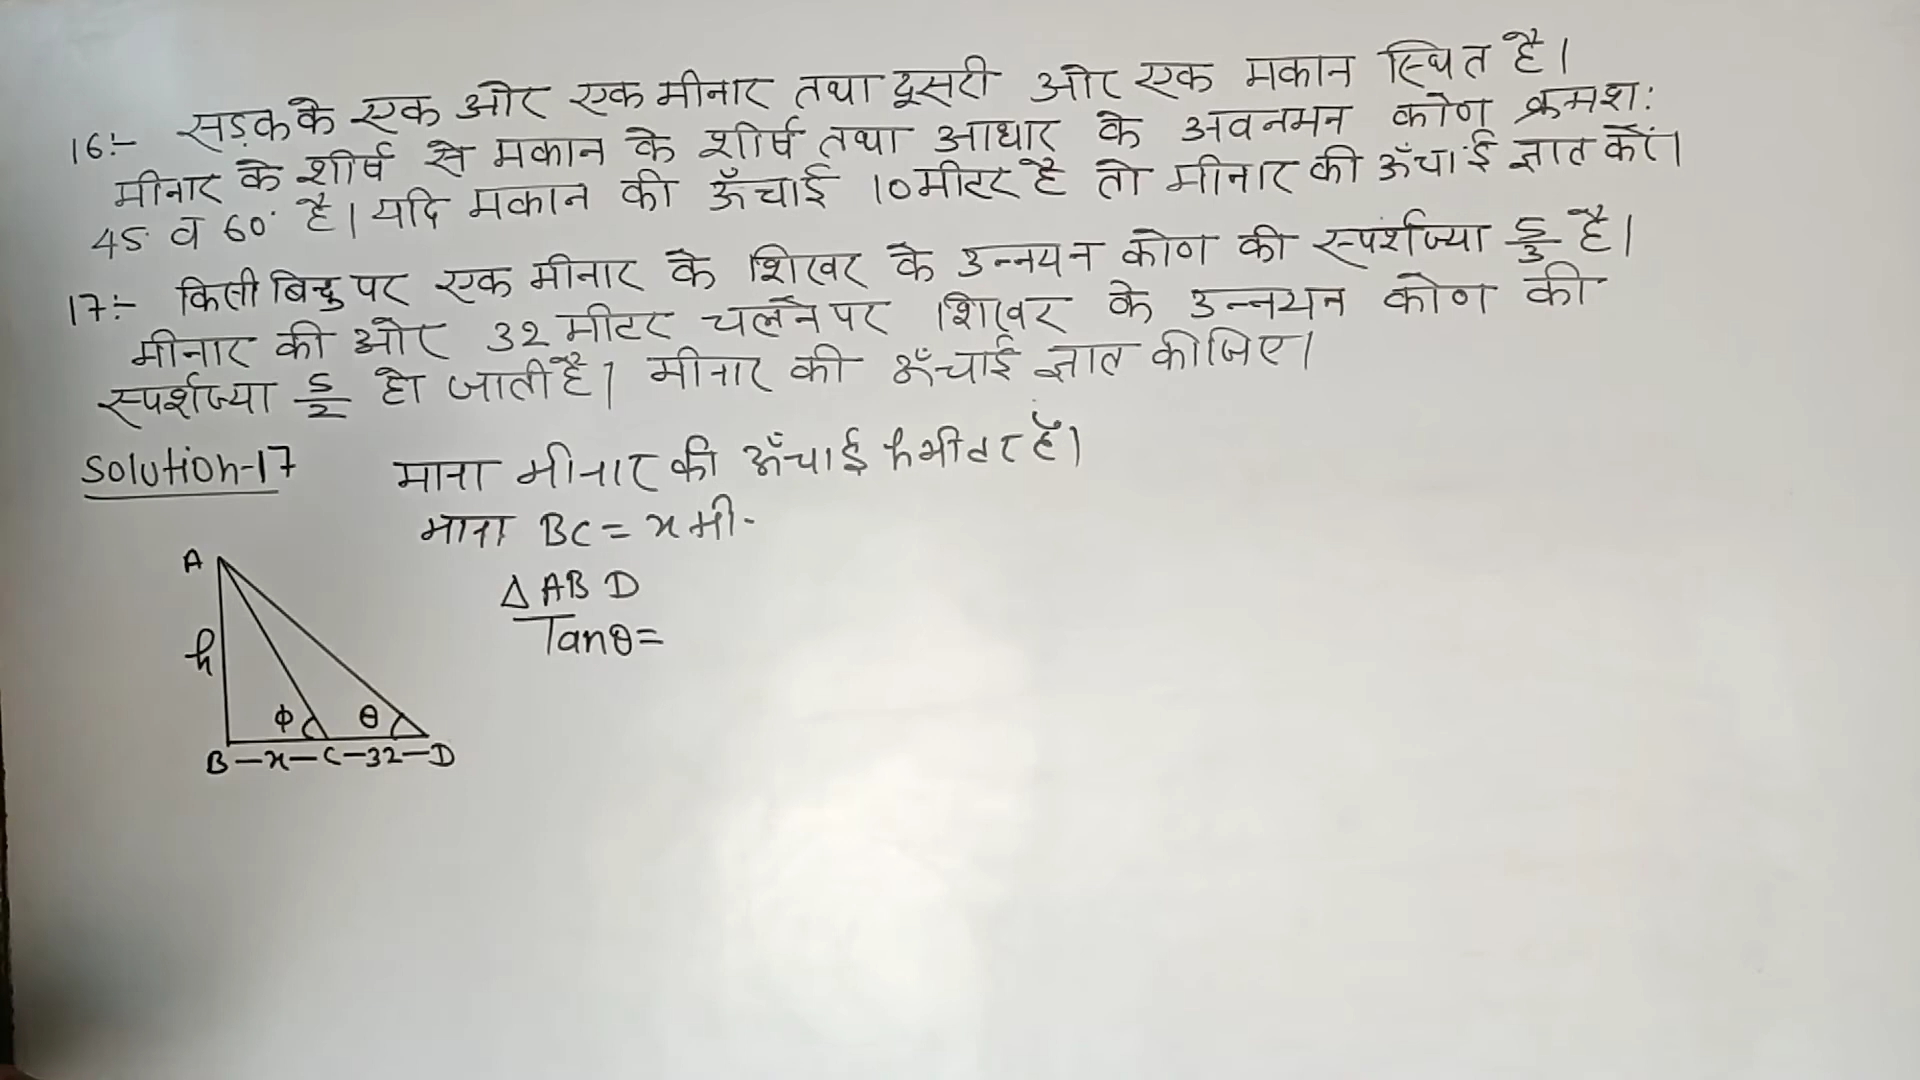 16:- सड़क के एक ओर एक मीनार तथा दूसरी ओर एक मकान स्थित है।
मीनार के शीर्ष से मकान के शीर्ष तथा आधार के अवनमन कोण क्रमश:
45° व 60° है। यदि मकान की ऊँचाई 10 मीटर है तो मीनार की ऊँचाई ज्ञात करें।
17:- किसी बिन्दु पर एक मीनार के शिखर के उन्नयन कोण की स्पर्शज्या 5/3 है।
मीनार की ओर 32 मीटर चलने पर शिखर के उन्नयन कोण की
स्पर्शज्या 5/2 हो जाती है। मीनार की ऊँचाई ज्ञात कीजिए।
Solution-17
माना मीनार की ऊँचाई h मीटर है।
माना BC = x मी.
∆ ABD
Tanθ=
A
h
ϕ θ
B-x-C-32-D